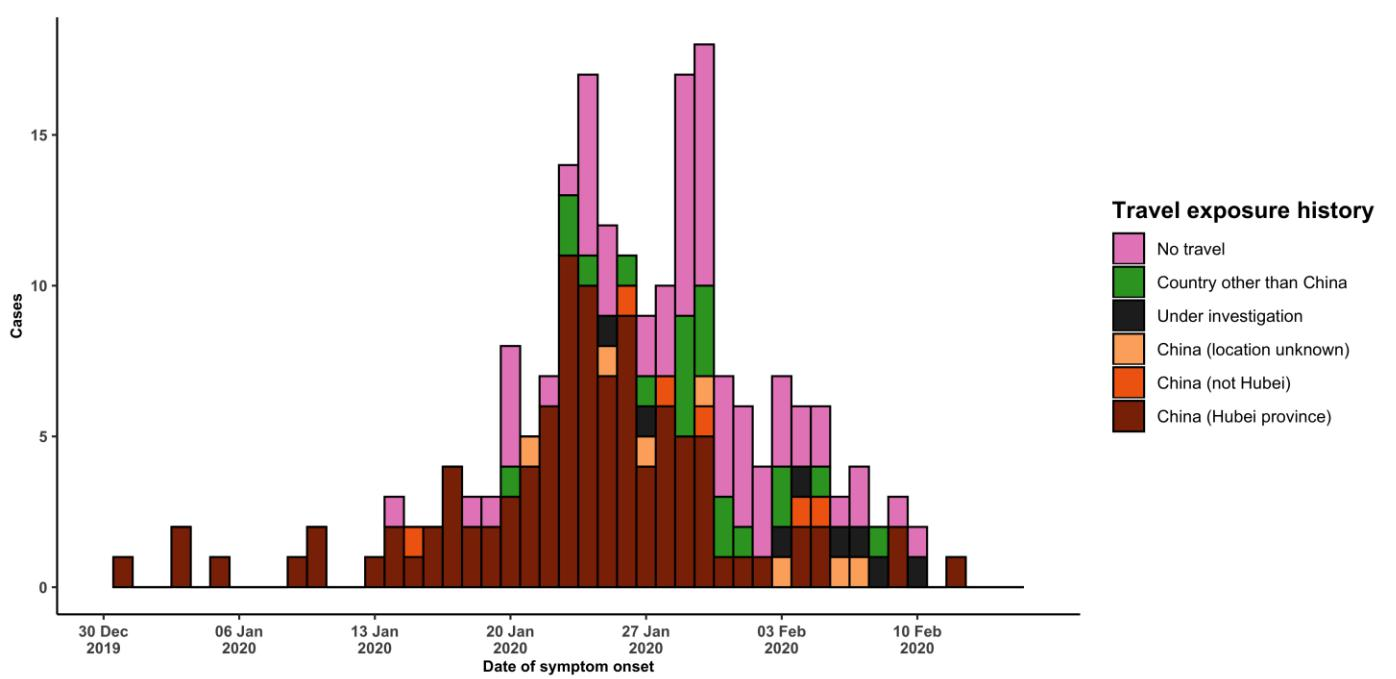 Cases
15
10
5
0
30 Dec 2019
06 Jan 2020
13 Jan 2020
20 Jan 2020
27 Jan 2020
03 Feb 2020
10 Feb 2020
Date of symptom onset
Travel exposure history
No travel
Country other than China
Under investigation
China (location unknown)
China (not Hubei)
China (Hubei province)